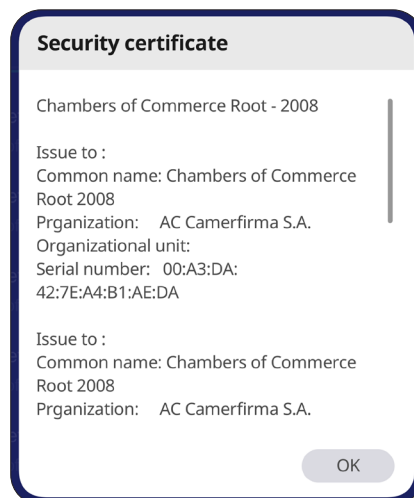 Security certificate
Chambers of Commerce Root - 2008
Issue to :
Common name: Chambers of Commerce
Root 2008
Prganization: AC Camerfirma S.A.
Organizational unit:
Serial number: 00:A3:DA:
42:7E:A4:B1:AE:DA
Issue to :
Common name: Chambers of Commerce
Root 2008
Prganization: AC Camerfirma S.A.
OK